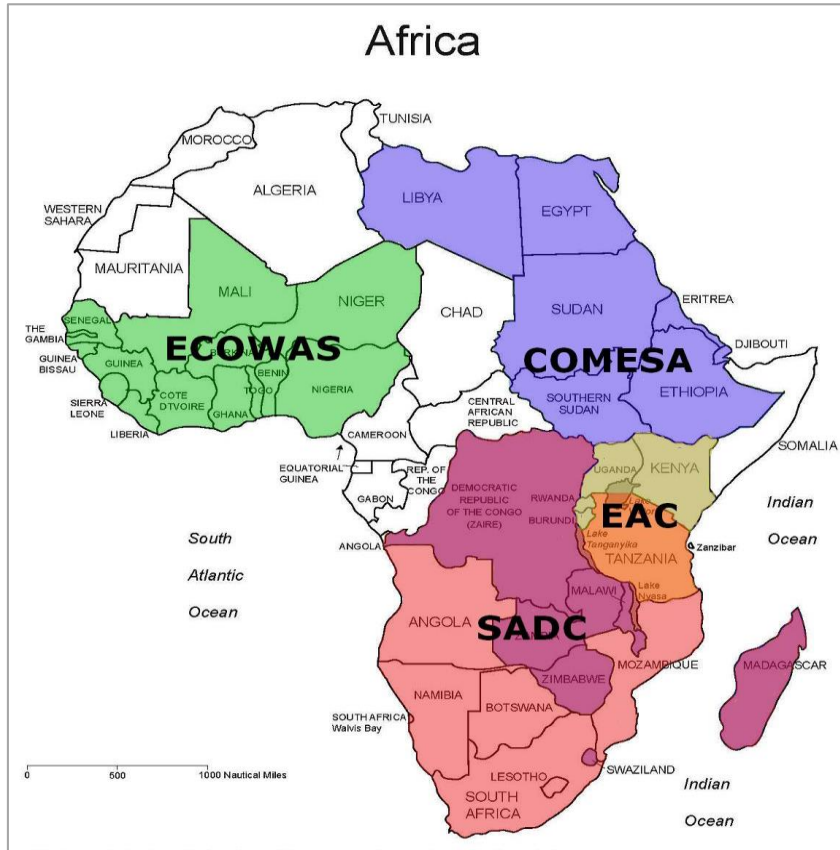 Africa
TUNISIA
MOROCCO
ALGERIA
LIBYA
EGYPT
WESTERN
SAHARA
MAURITANIA
MALI
NIGER
CHAD
SUDAN
ERITREA
SENEGAL
THE
GAMBIA
ECOWAS
COMESA
DJIBOUTI
GUINEA
BISSAU
GUINEA
BENIN
NIGERIA
ETHIOPIA
SIERRA
LEONE
COTE
D'TVOIRE
GHANA
TOGO
CENTRAL
AFRICAN
REPUBLIC
SOUTHERN
SUDAN
LIBERIA
CAMEROON
SOMALIA
EQUATORIAL
GUINEA
REP. OF
THE
CONGO
GABON
UGANDA
KENYA
DEMOCRATIC
REPUBLIC
OF THE CONGO
(ZAIRE)
RWANDA
BURUNDI
EAC
Indian
Ocean
South
Atlantic
Ocean
ANGOLA
Lake
Tanganyika
TANZANIA
Zanzibar
Lake
Nyasa
MALAWI
ANGOLA
SADC
MOZAMBIQUE
MADAGASCAR
ZIMBABWE
NAMIBIA
BOTSWANA
SOUTH AFRICA
Walvis Bay
0 500 1000 Nautical Miles
SWAZILAND
LESOTHO
SOUTH
AFRICA
Indian
Ocean